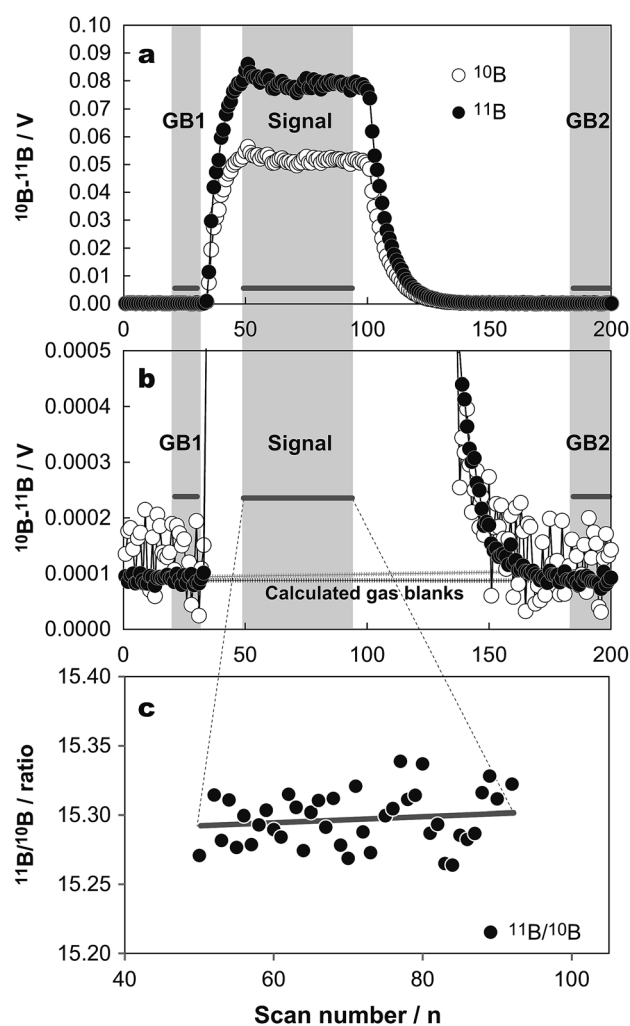 0.10
0.09
0.08
0.07
0.06
0.05
0.04
0.03
0.02
0.01
0.00
¹⁰B-¹¹B / V
a
GB1
Signal
GB2
¹⁰B
¹¹B
0 50 100 150 200
0.0005
0.0004
0.0003
0.0002
0.0001
0.0000
¹⁰B-¹¹B / V
b
GB1
Signal
GB2
Calculated gas blanks
0 50 100 150 200
15.40
15.35
15.30
15.25
15.20
¹¹B/¹⁰B / ratio
c
¹¹B/¹⁰B
40 60 80 100
Scan number / n